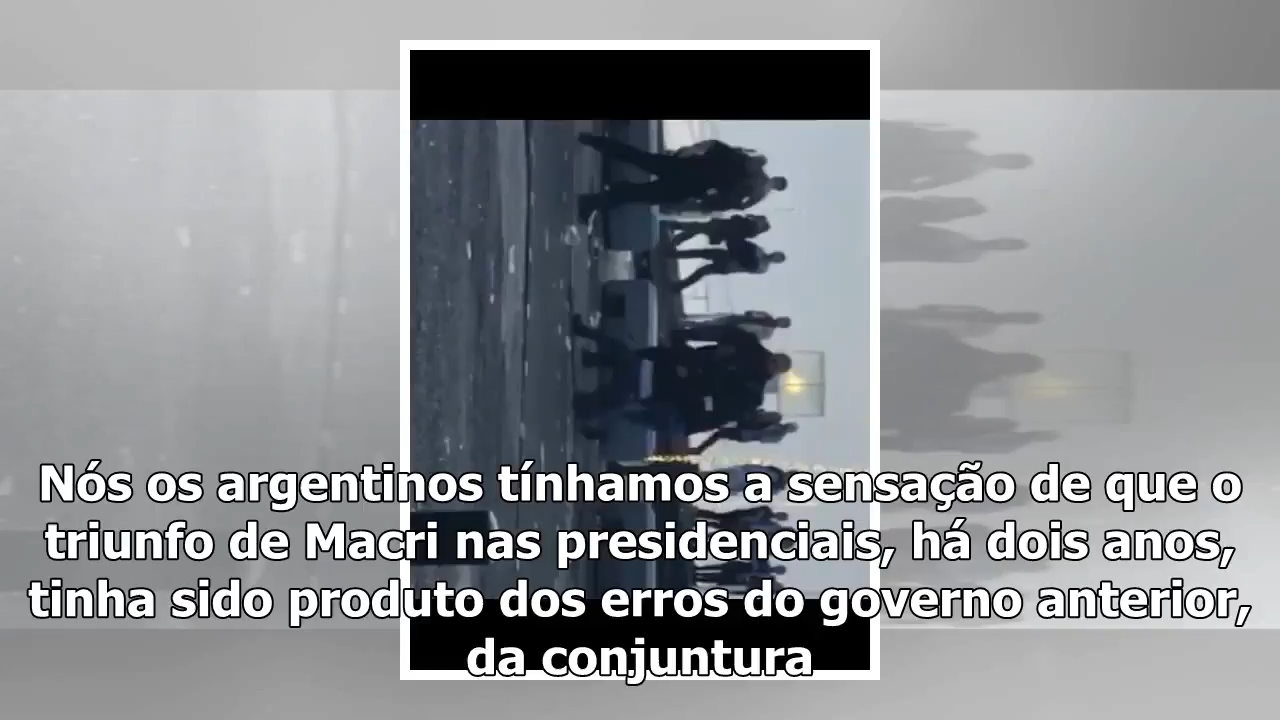 Nós os argentinos tínhamos a sensação de que o
triunfo de Macri nas presidenciais, há dois anos,
tinha sido produto dos erros do governo anterior,
da conjuntura